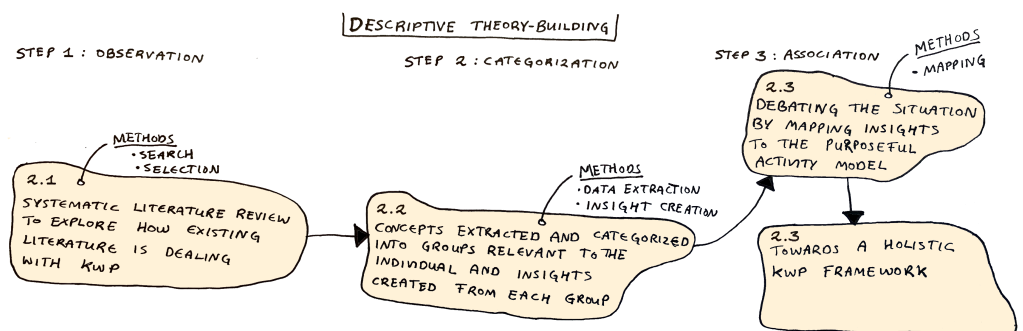 DESCRIPTIVE THEORY-BUILDING
STEP 1: OBSERVATION
METHODS
• SEARCH
• SELECTION
2.1
SYSTEMATIC LITERATURE REVIEW
TO EXPLORE HOW EXISTING
LITERATURE IS DEALING
WITH KWP
STEP 2: CATEGORIZATION
METHODS
• DATA EXTRACTION
• INSIGHT CREATION
2.2
CONCEPTS EXTRACTED AND CATEGORIZED
INTO GROUPS RELEVANT TO THE
INDIVIDUAL AND INSIGHTS
CREATED FROM EACH GROUP
STEP 3: ASSOCIATION
METHODS
• MAPPING
2.3
DEBATING THE SITUATION
BY MAPPING INSIGHTS
TO THE PURPOSEFUL
ACTIVITY MODEL
2.3
TOWARDS A HOLISTIC
KWP FRAMEWORK